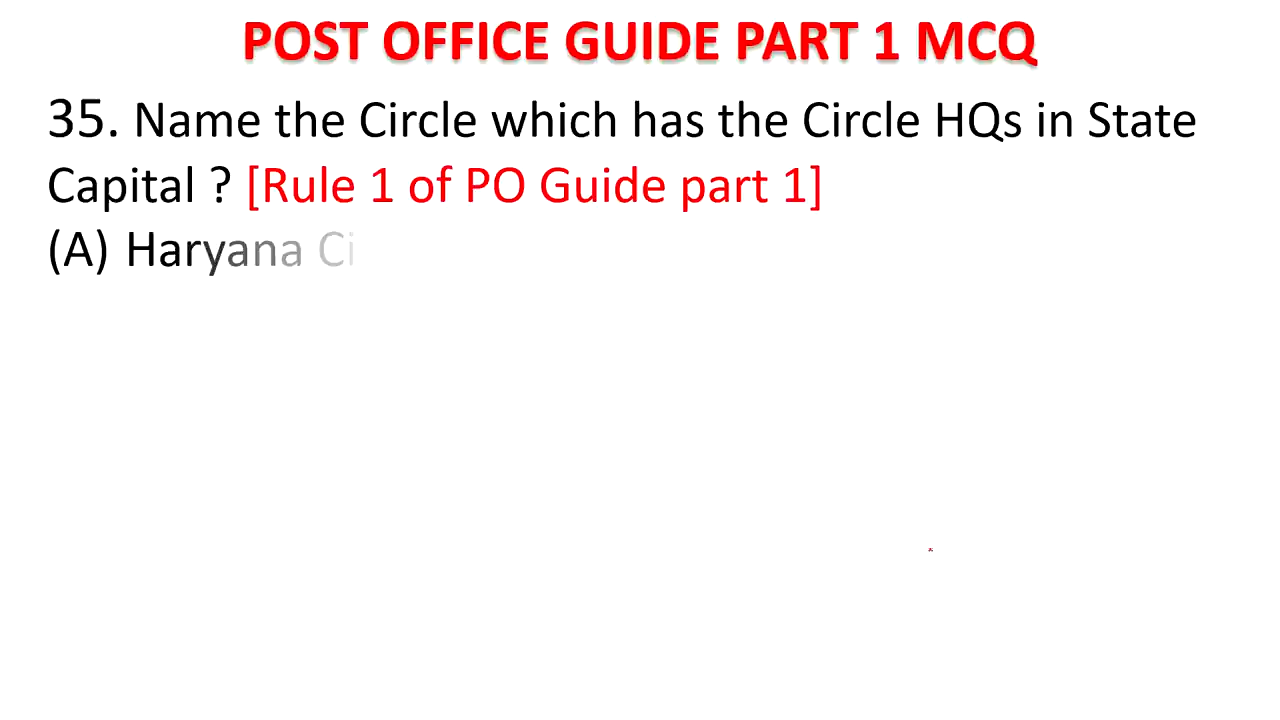 POST OFFICE GUIDE PART 1 MCQ
35. Name the Circle which has the Circle HQs in State
Capital ? [Rule 1 of PO Guide part 1]
(A) Haryana Ci